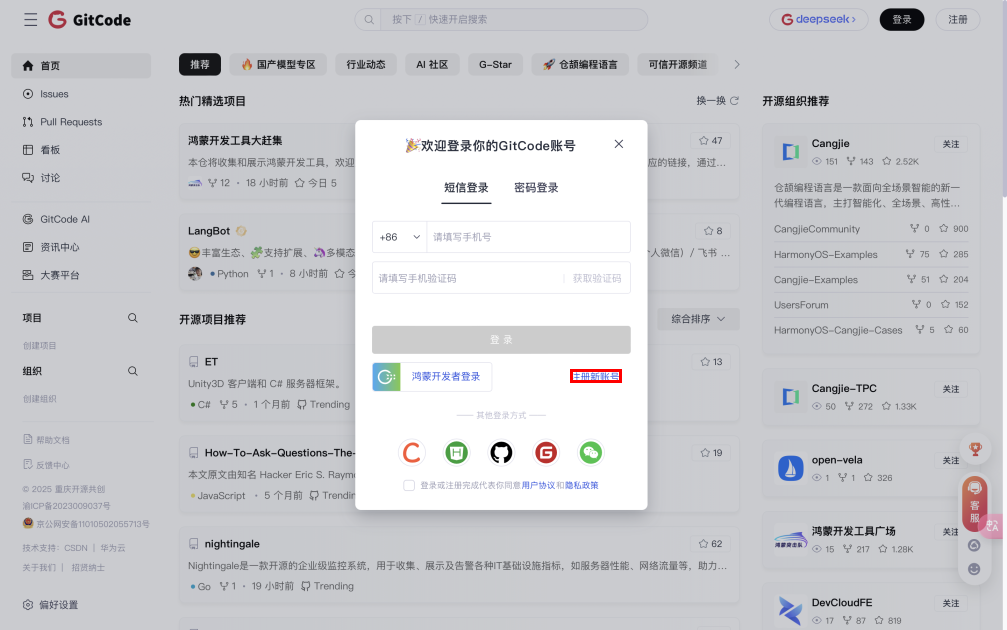 GitCode
按下 / 快速开启搜索
deepseek
登录
注册
首页
Issues
Pull Requests
看板
讨论
GitCode AI
资讯中心
大赛平台
项目
创建项目
组织
创建组织
帮助文档
反馈中心
© 2025 重庆开源共创
渝ICP备2023009037号
京公网安备11010502055713号
技术支持：CSDN | 华为云
关于我们 | 招贤纳士
偏好设置
推荐
国产模型专区
行业动态
AI 社区
G-Star
仓颉编程语言
可信开源频道
热门精选项目
换一换
鸿蒙开发工具大赶集
47
本仓将收集和展示鸿蒙开发工具，欢迎
应的链接，通过…
12 · 18 小时前 今日 5
LangBot
8
丰富生态、支持扩展、多模态
人微信）/ 飞书 …
Python 1 · 8 小时前 今
开源项目推荐
综合排序
ET
13
Unity3D 客户端和 C# 服务器框架。
C# 5 · 1 个月前 Trending
How-To-Ask-Questions-The-
19
本文原文由知名 Hacker Eric S. Raym
JavaScript · 5 个月前 Trendin
nightingale
62
Nightingale是一款开源的企业级监控系统，用于收集、展示及告警各种IT基础设施指标，如服务器性能、网络流量等，助力…
Go 1 · 19 小时前 Trending
🎉欢迎登录你的GitCode账号
短信登录
密码登录
+86
请填写手机号
请填写手机验证码
获取验证码
登 录
鸿蒙开发者登录
注册新账号
其他登录方式
登录或注册完成代表你同意用户协议和隐私政策
开源组织推荐
Cangjie
关注
151 143 2.52K
仓颉编程语言是一款面向全场景智能的新一
代编程语言，主打智能化、全场景、高性…
CangjieCommunity 0 900
HarmonyOS-Examples 75 285
Cangjie-Examples 51 204
UsersForum 0 152
HarmonyOS-Cangjie-Cases 5 60
Cangjie-TPC
关注
50 272 1.33K
open-vela
关注
1 1 326
鸿蒙开发工具广场
关注
15 217 1.28K
DevCloudFE
关注
17 87 819
客服